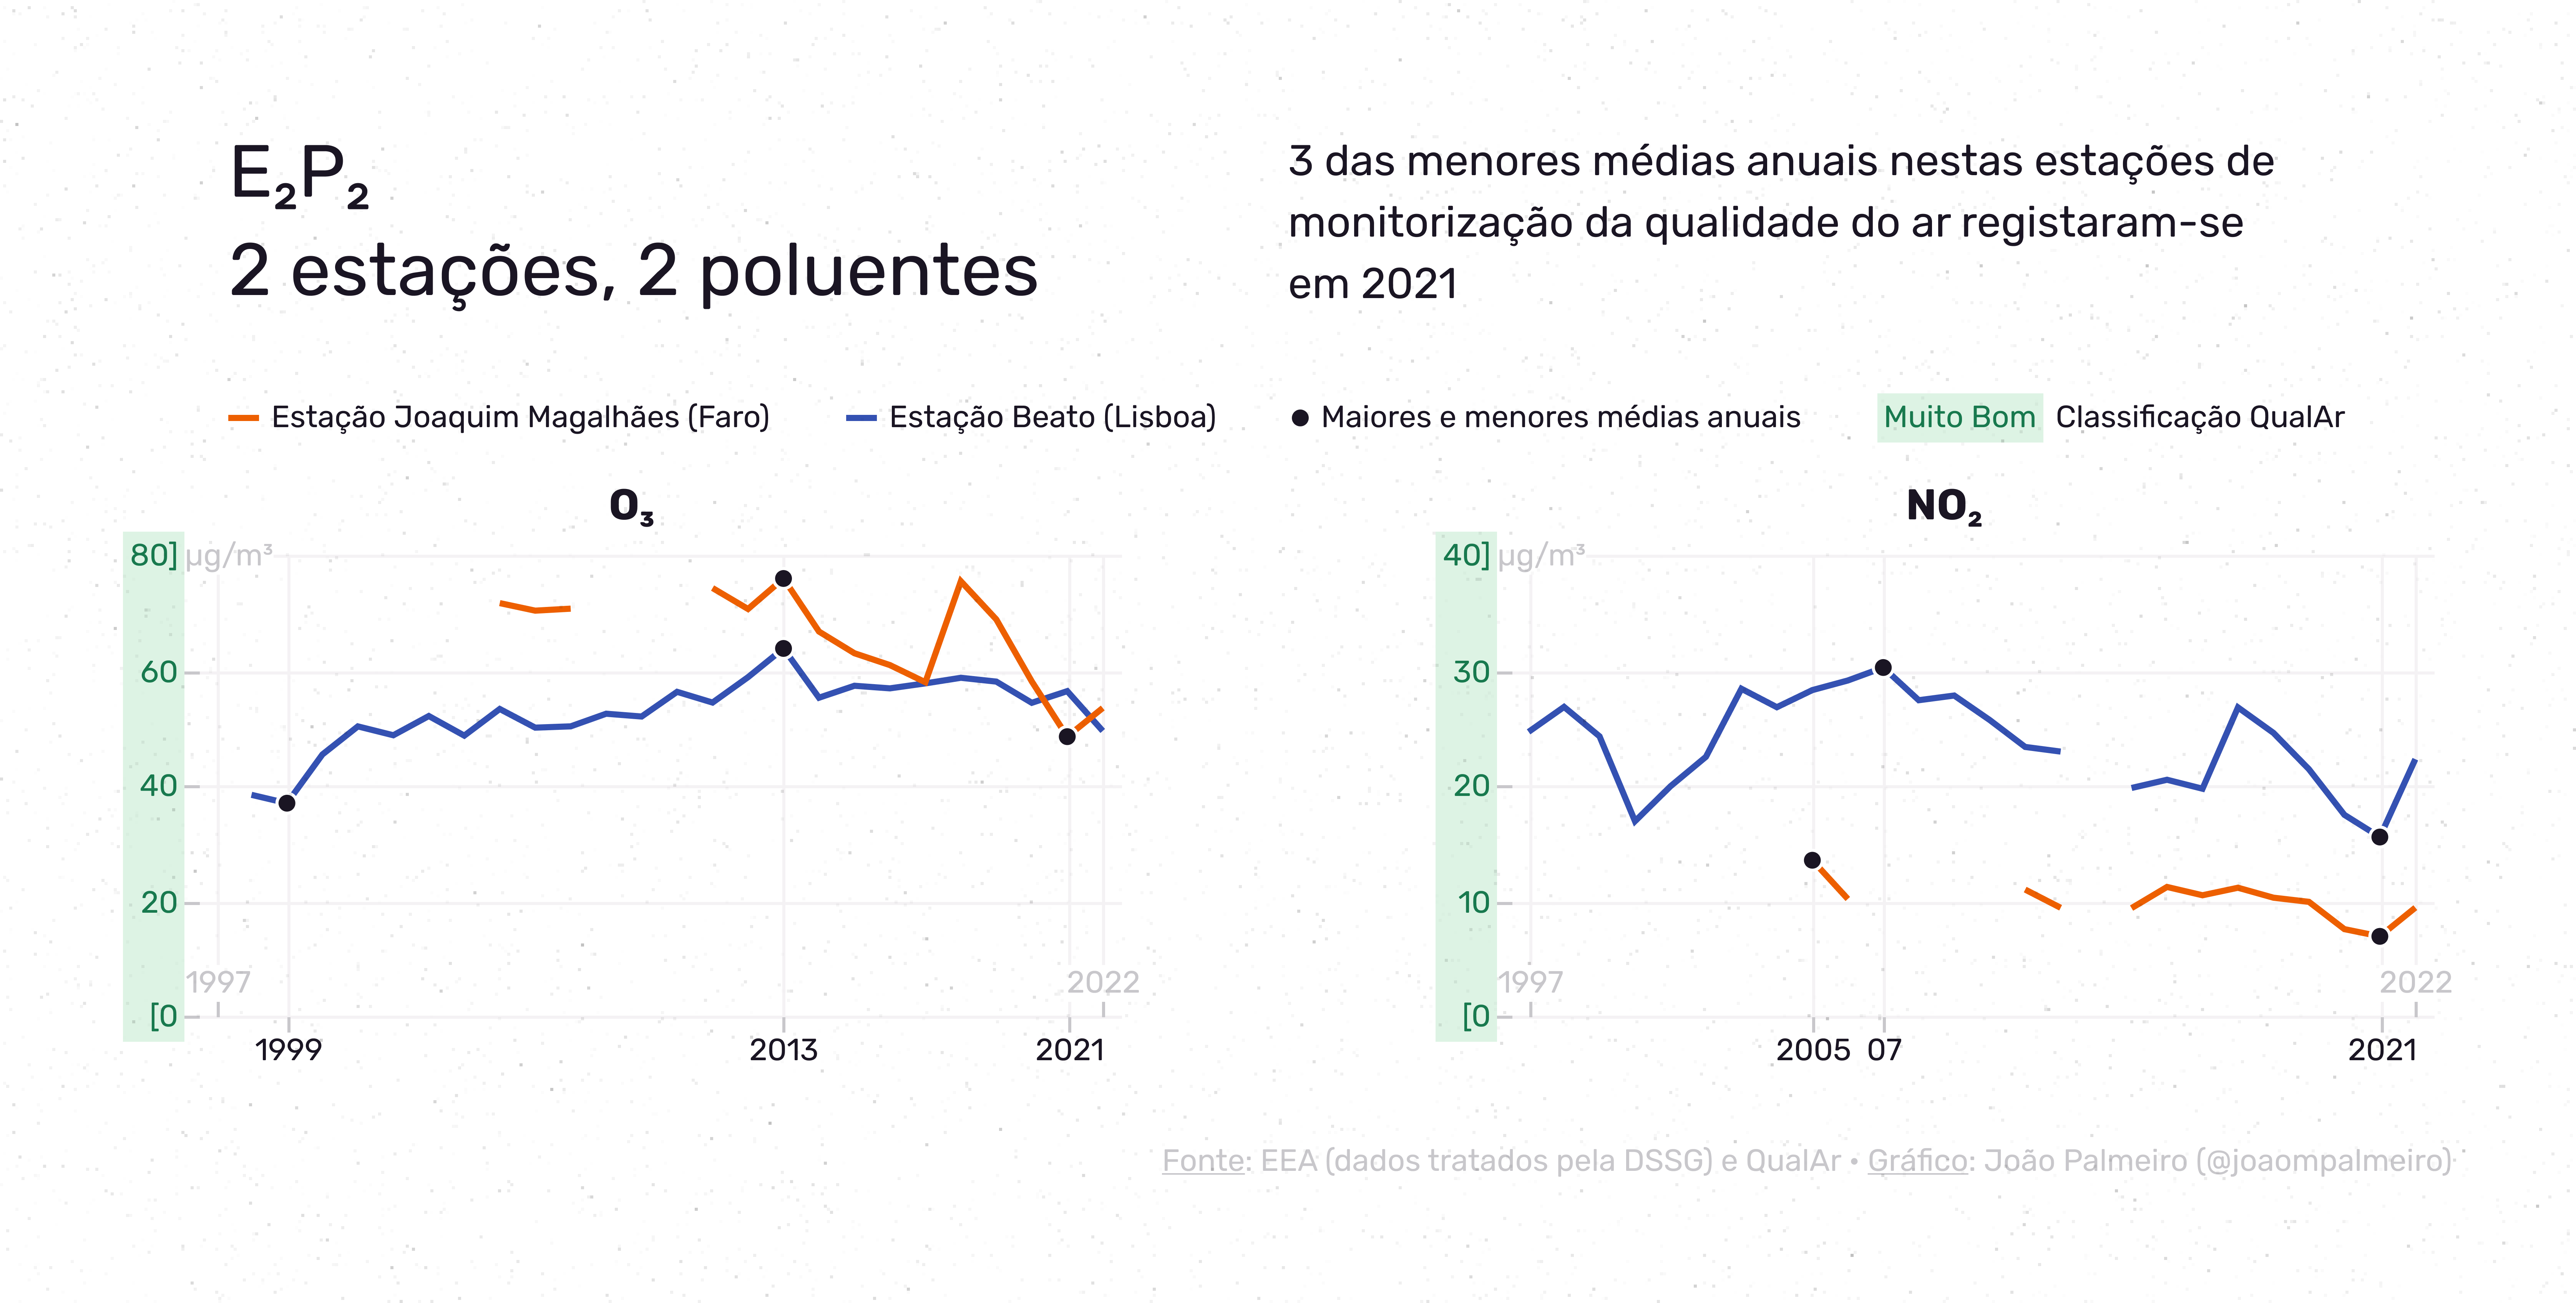 E₂P₂
2 estações, 2 poluentes
3 das menores médias anuais nestas estações de
monitorização da qualidade do ar registaram-se
em 2021
Estação Joaquim Magalhães (Faro)
Estação Beato (Lisboa)
Maiores e menores médias anuais
Muito Bom Classificação QualAr
O₃
80] µg/m³
60
40
20
1997
2022
[0
1999
2013
2021
NO₂
40] µg/m³
30
20
10
1997
2022
[0
2005
07
2021
Fonte: EEA (dados tratados pela DSSG) e QualAr • Gráfico: João Palmeiro (@joaompalmeiro)